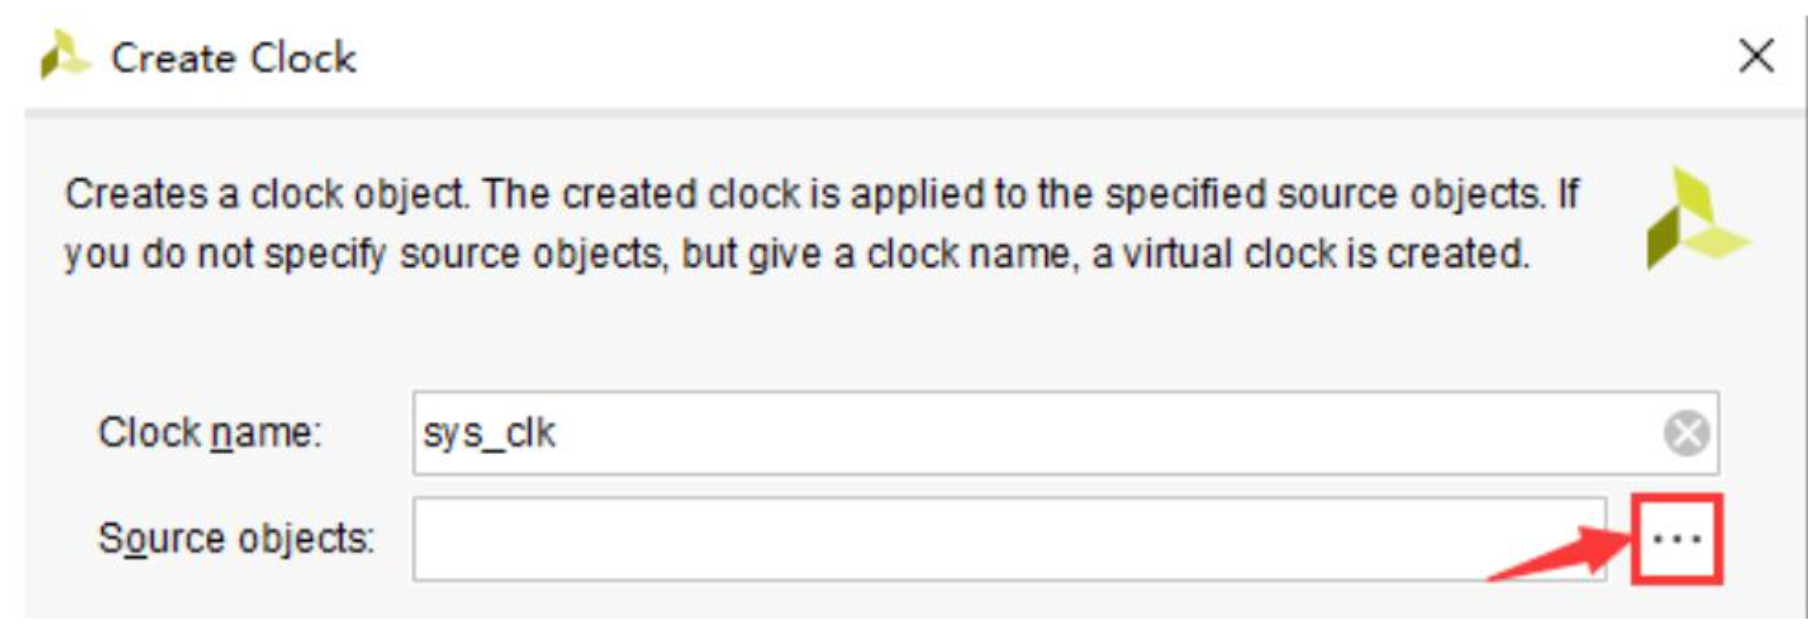 Create Clock
Creates a clock object. The created clock is applied to the specified source objects. If
you do not specify source objects, but give a clock name, a virtual clock is created.
Clock name: sys_clk
Source objects: ...